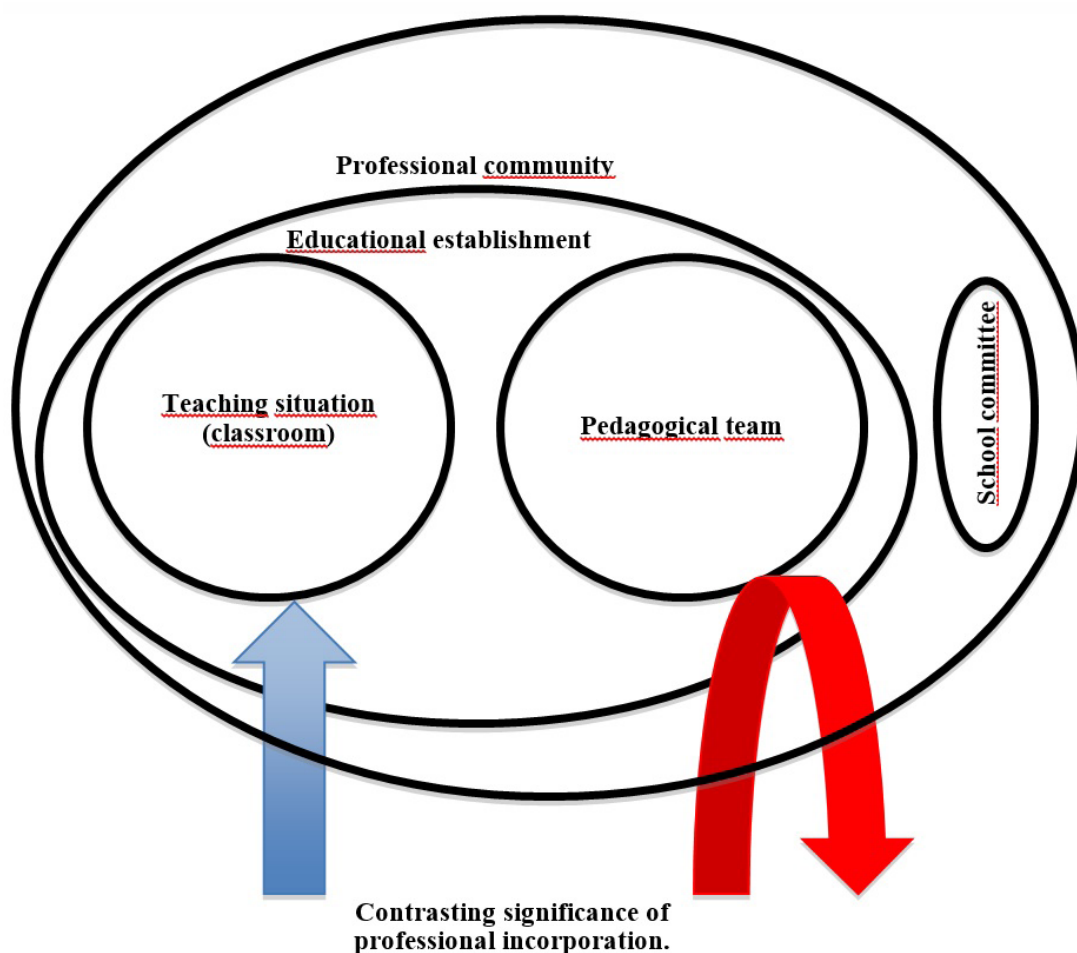 Professional community
Educational establishment
Teaching situation
(classroom)
Pedagogical team
School committee
Contrasting significance of
professional incorporation.